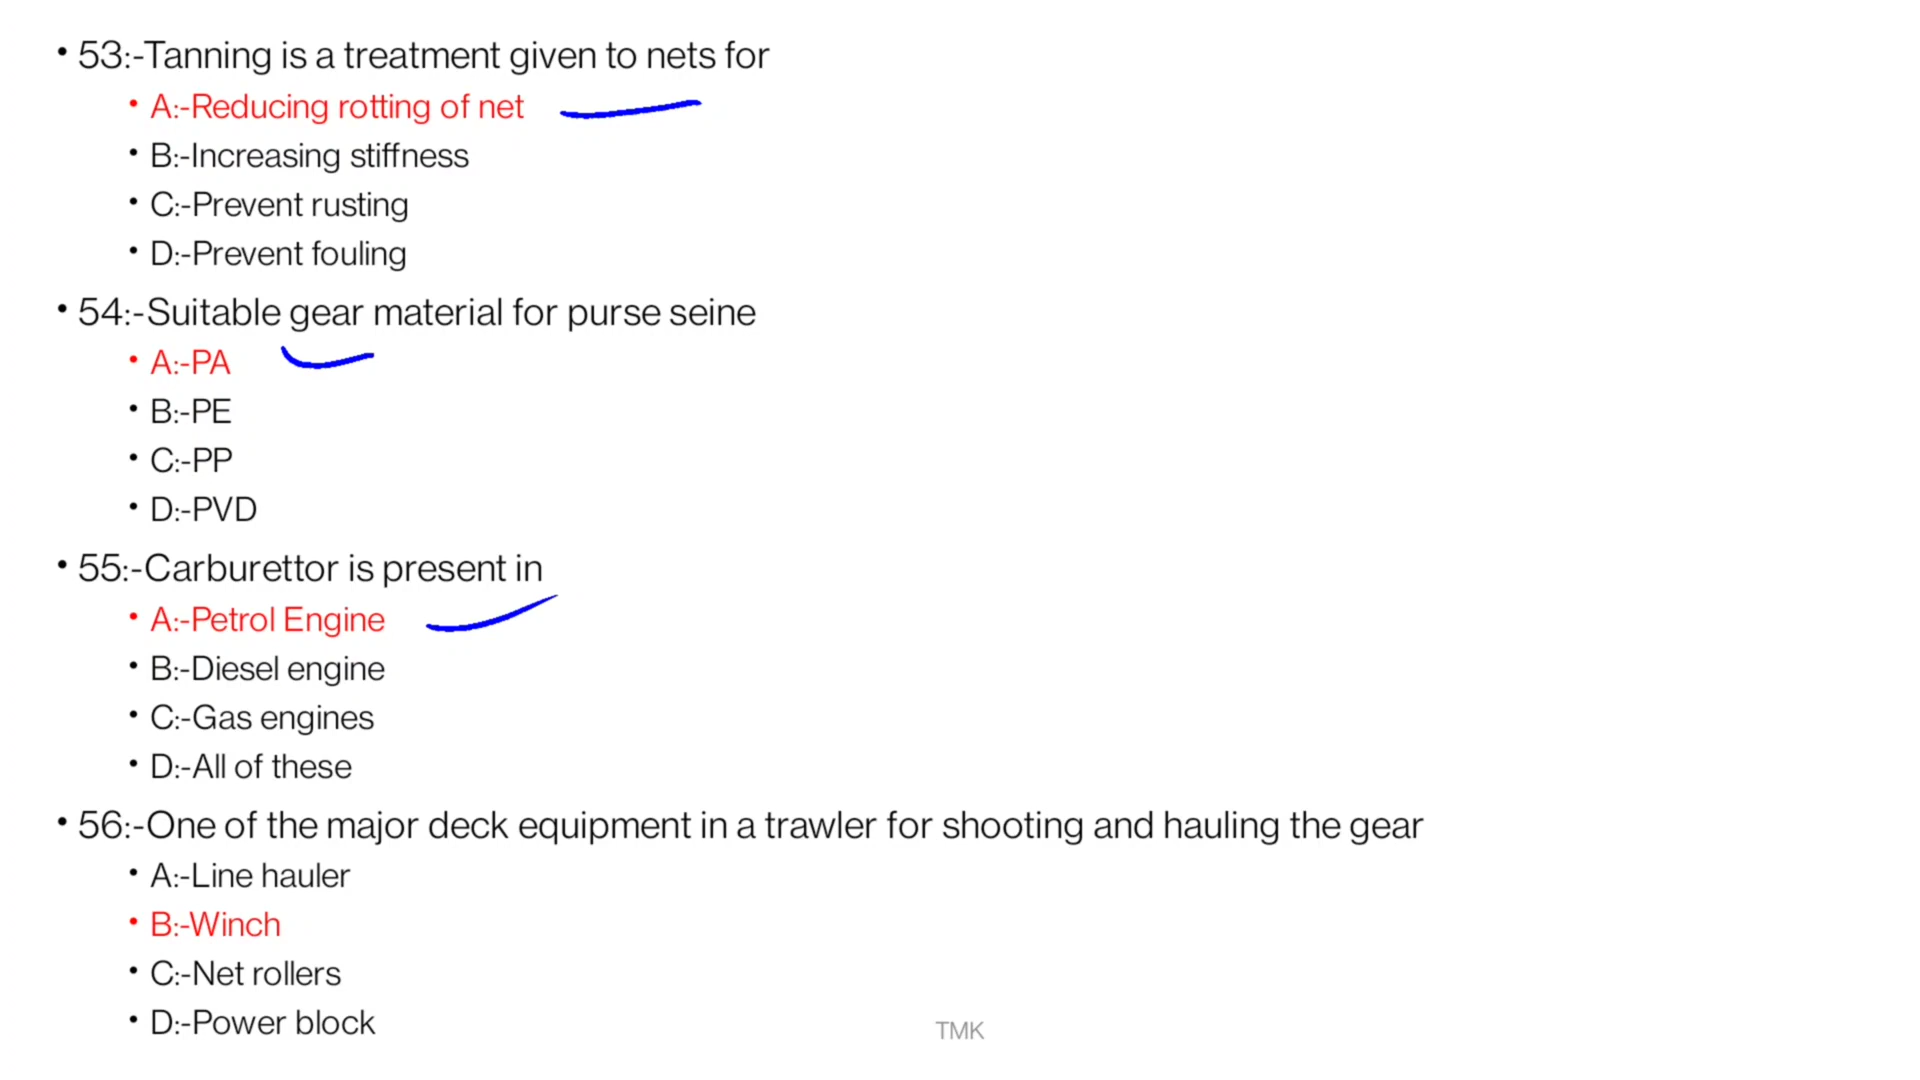 • 53:-Tanning is a treatment given to nets for
• A:-Reducing rotting of net
• B:-Increasing stiffness
• C:-Prevent rusting
• D:-Prevent fouling
• 54:-Suitable gear material for purse seine
• A:-PA
• B:-PE
• C:-PP
• D:-PVD
• 55:-Carburettor is present in
• A:-Petrol Engine
• B:-Diesel engine
• C:-Gas engines
• D:-All of these
• 56:-One of the major deck equipment in a trawler for shooting and hauling the gear
• A:-Line hauler
• B:-Winch
• C:-Net rollers
• D:-Power block
TMK